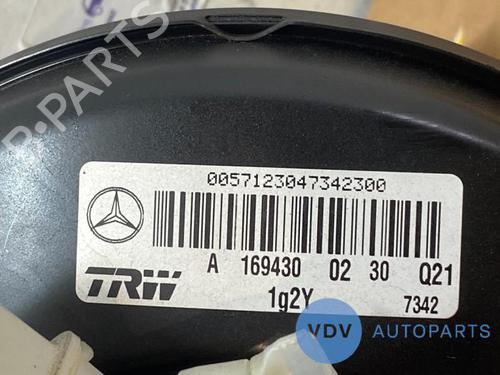 0057123047342300
A 169430 02 30 Q21
TRW
1g2Y
7342
P-PARTS
VDV AUTOPARTS